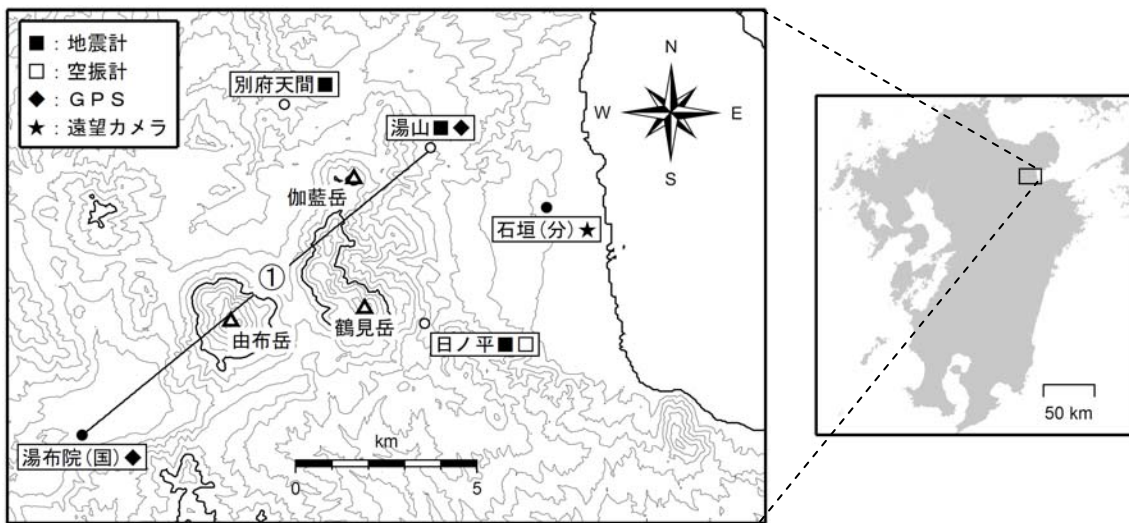 ■：地震計
□：空振計
◆：ＧＰＳ
★：遠望カメラ
別府天間■
湯山■◆
伽藍岳
石垣(分)★
①
由布岳
鶴見岳
日ノ平■□
湯布院(国)◆
N
W
E
S
km
0
5
50 km